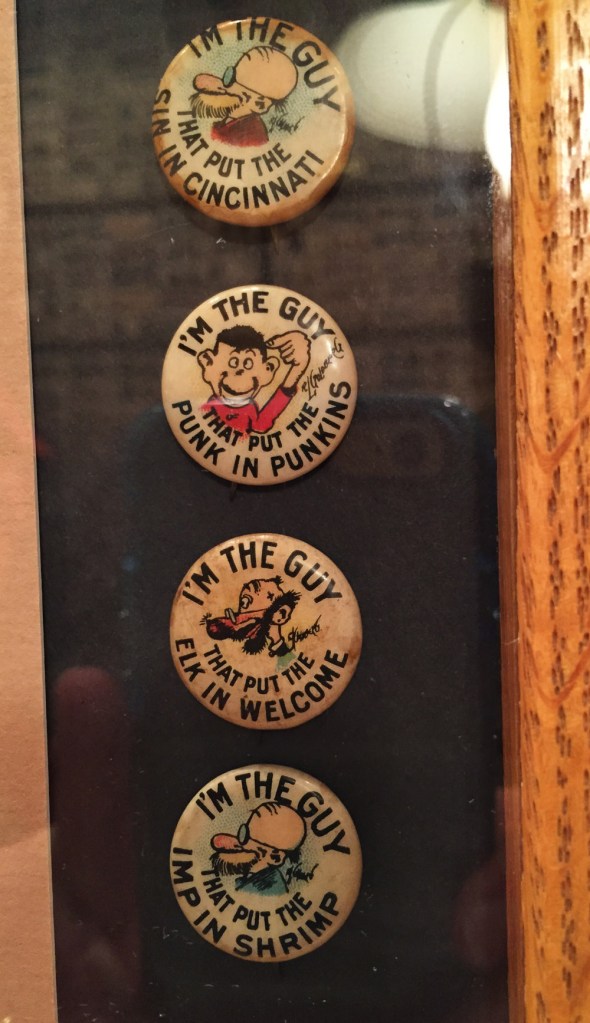 I'M THE GUY
THAT PUT THE
SIN IN CINCINNATI
I'M THE GUY
THAT PUT THE
PUNK IN PUNKINS
I'M THE GUY
THAT PUT THE
ELK IN WELCOME
I'M THE GUY
THAT PUT THE
IMP IN SHRIMP